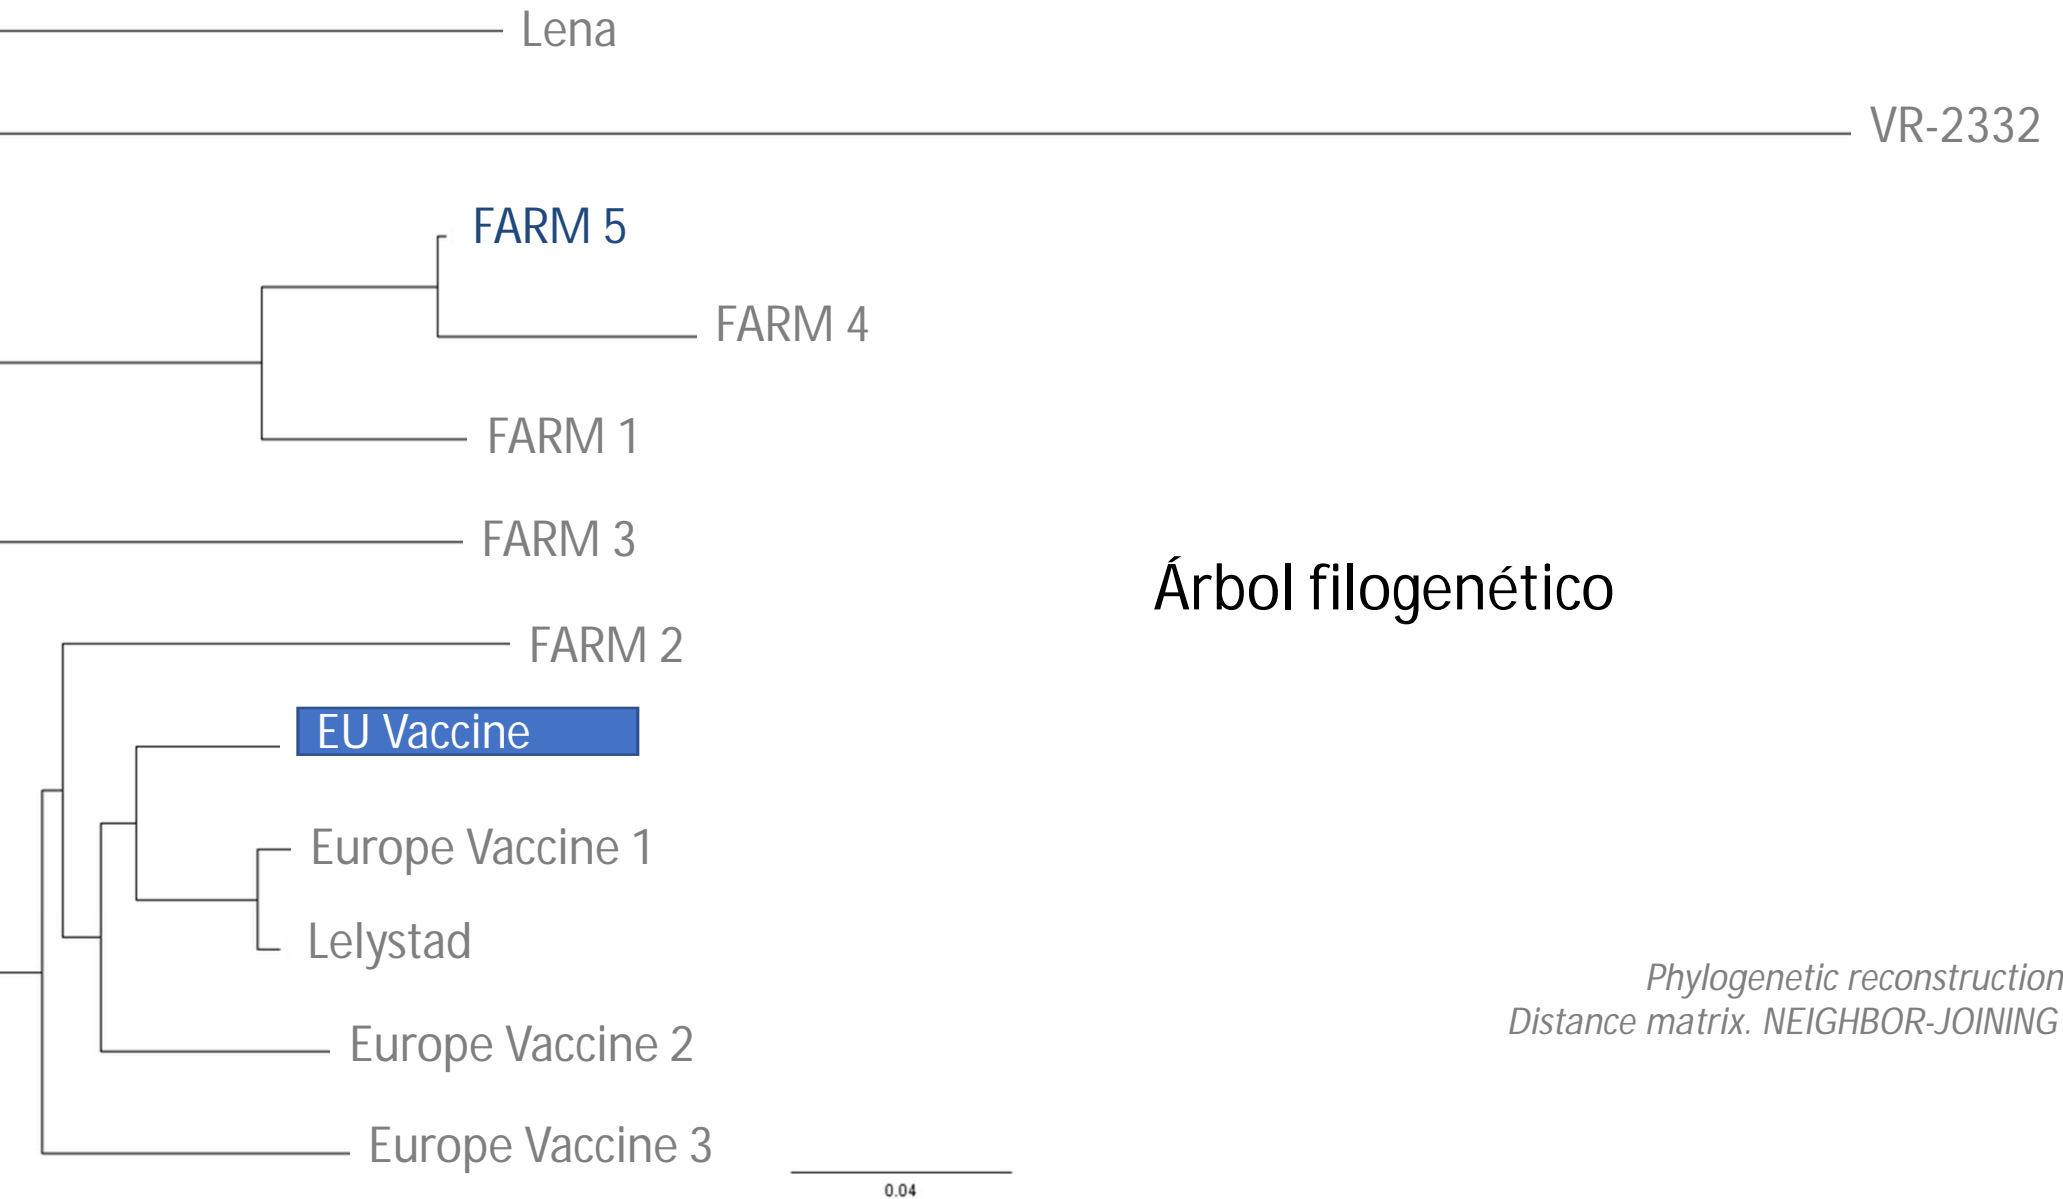 Lena
VR-2332
FARM 5
FARM 4
FARM 1
FARM 3
Árbol filogenético
FARM 2
EU Vaccine
Europe Vaccine 1
Lelystad
Phylogenetic reconstruction
Distance matrix. NEIGHBOR-JOINING
Europe Vaccine 2
Europe Vaccine 3
0.04